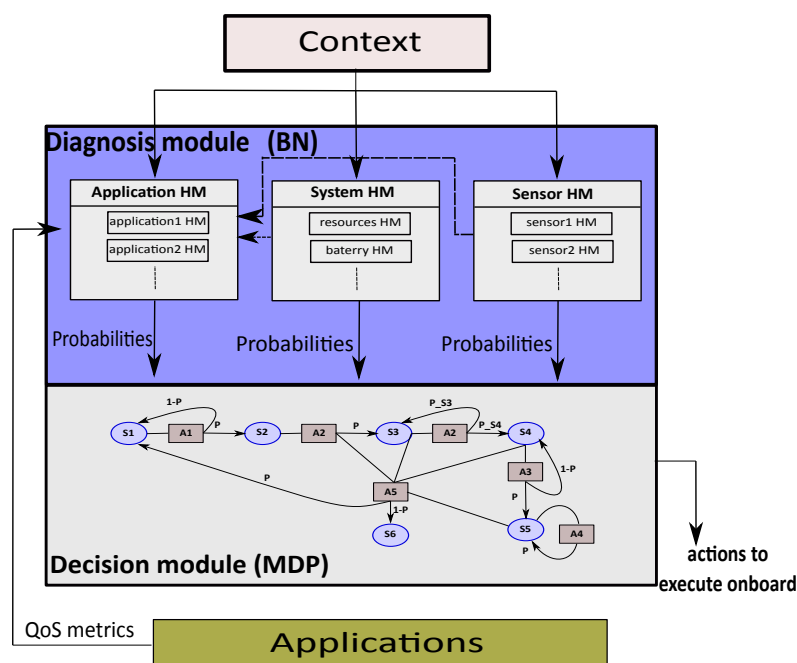 Context
Diagnosis module (BN)
Application HM
application1 HM
application2 HM
System HM
resources HM
baterry HM
Sensor HM
sensor1 HM
sensor2 HM
Probabilities
Probabilities
Probabilities
1-P
P_S3
S1
A1
P
S2
A2
P
S3
A2
P_S4
S4
P
A5
1-P
S6
A3
1-P
P
S5
P
A4
Decision module (MDP)
actions to
execute onboard
QoS metrics
Applications